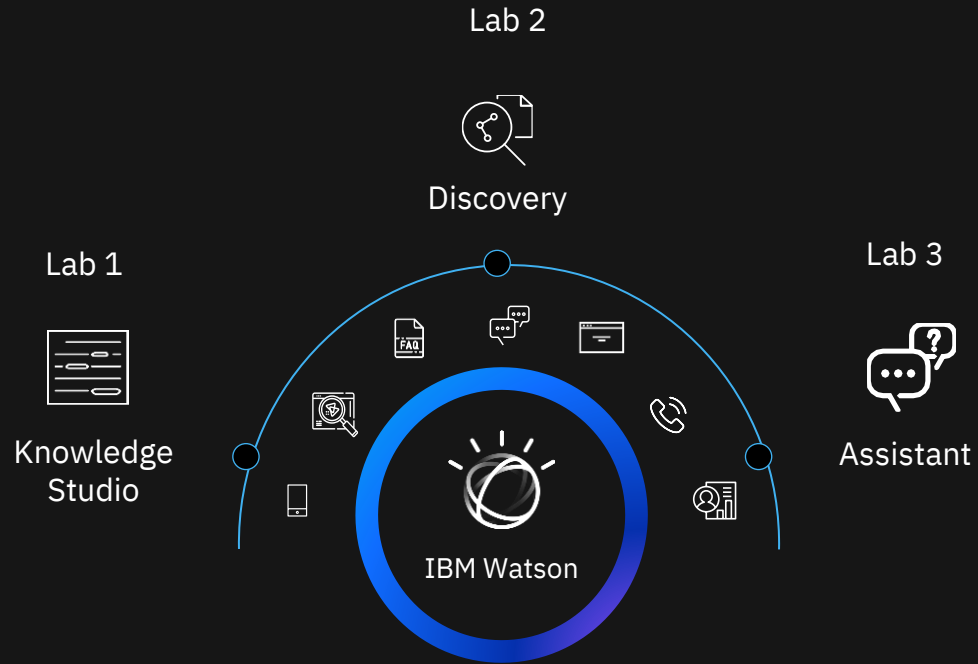 Lab 2
Discovery
Lab 1
Knowledge
Studio
Lab 3
Assistant
FAQ
IBM Watson